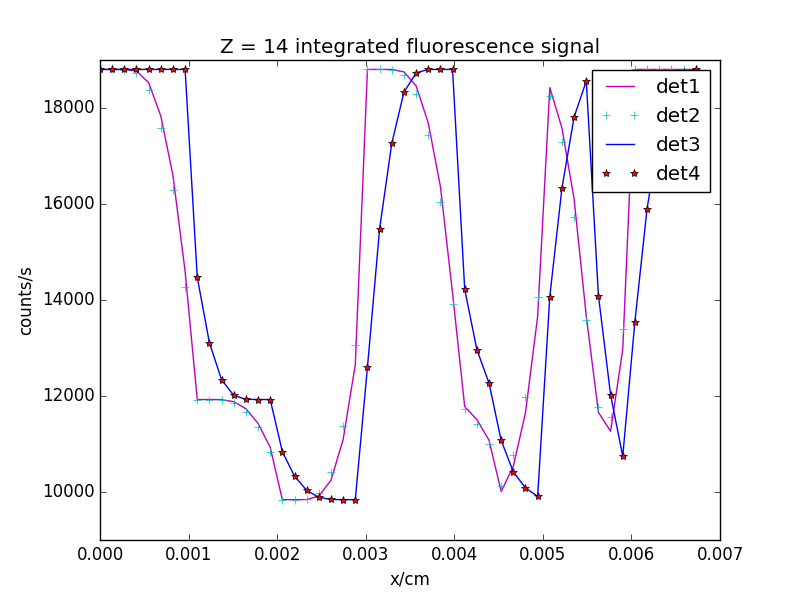 Z = 14 integrated fluorescence signal
det1
det2
det3
det4
counts/s
18000
16000
14000
12000
10000
0.000 0.001 0.002 0.003 0.004 0.005 0.006 0.007
x/cm